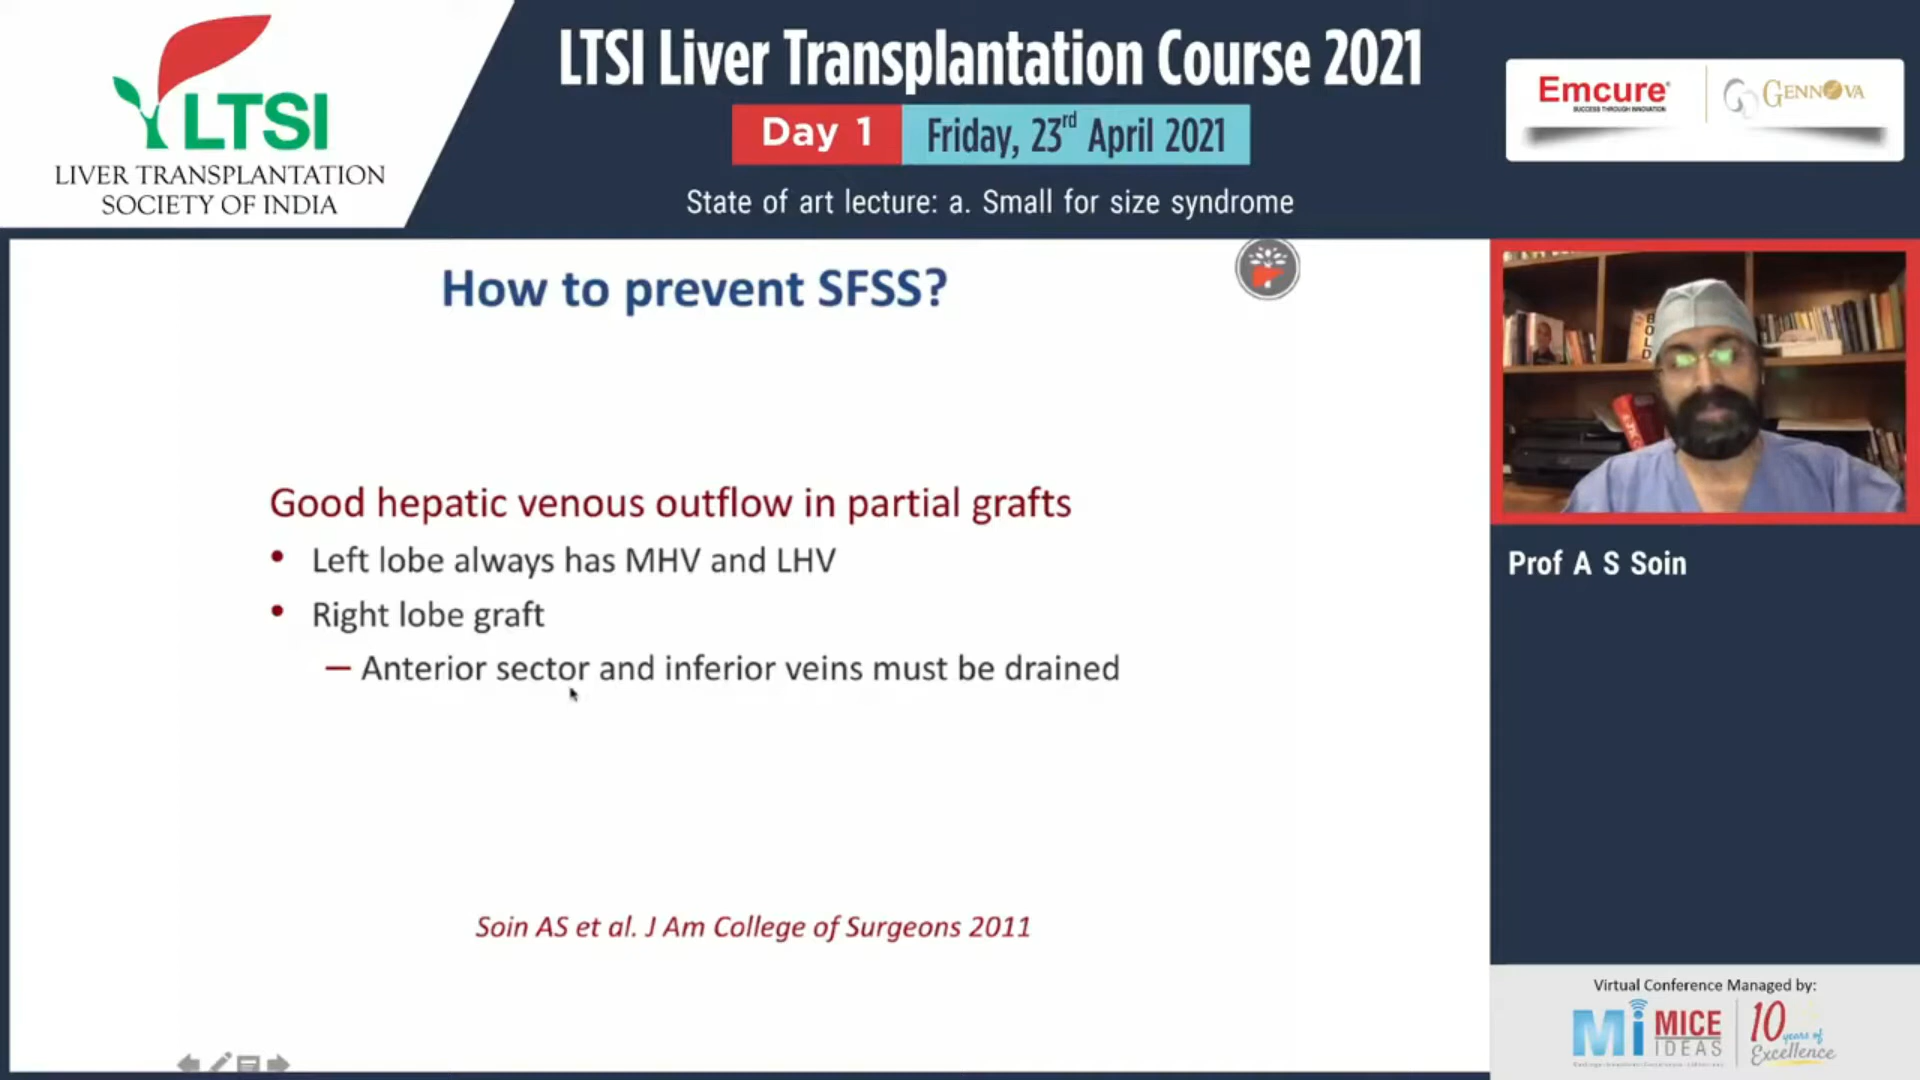 LTSI
LIVER TRANSPLANTATION
SOCIETY OF INDIA
LTSI Liver Transplantation Course 2021
Day 1
Friday, 23rd April 2021
State of art lecture: a. Small for size syndrome
Emcure
SUCCESS THROUGH INNOVATION
GENNOVA
How to prevent SFSS?
Good hepatic venous outflow in partial grafts
• Left lobe always has MHV and LHV
• Right lobe graft
— Anterior sector and inferior veins must be drained
Soin AS et al. J Am College of Surgeons 2011
BOLD
Prof A S Soin
Virtual Conference Managed by:
Mi MICE
IDEAS
10
years of
Excellence